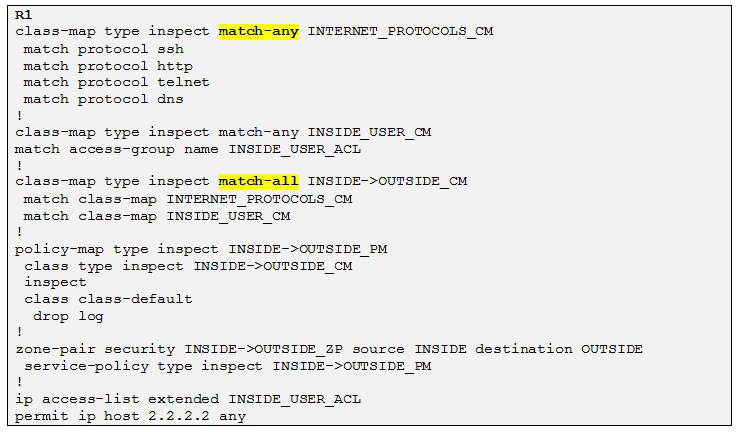 R1
class-map type inspect match-any INTERNET_PROTOCOLS_CM
 match protocol ssh
 match protocol http
 match protocol telnet
 match protocol dns
!
class-map type inspect match-any INSIDE_USER_CM
match access-group name INSIDE_USER_ACL
!
class-map type inspect match-all INSIDE->OUTSIDE_CM
 match class-map INTERNET_PROTOCOLS_CM
 match class-map INSIDE_USER_CM
!
policy-map type inspect INSIDE->OUTSIDE_PM
 class type inspect INSIDE->OUTSIDE_CM
 inspect
 class class-default
  drop log
!
zone-pair security INSIDE->OUTSIDE_ZP source INSIDE destination OUTSIDE
 service-policy type inspect INSIDE->OUTSIDE_PM
!
ip access-list extended INSIDE_USER_ACL
permit ip host 2.2.2.2 any